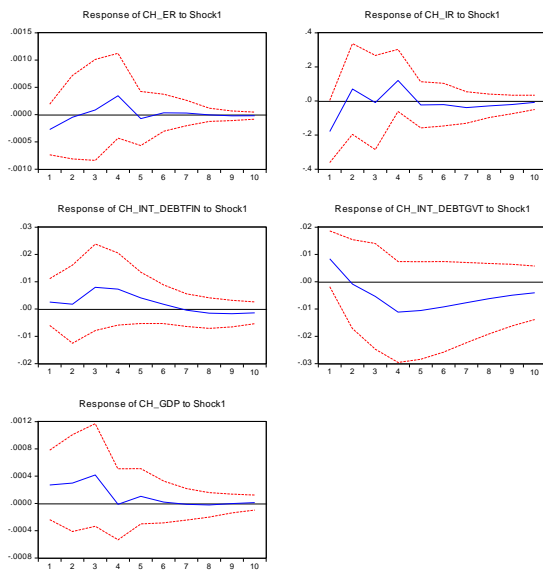 Response of CH_ER to Shock1
.0015
.0010
.0005
.0000
-.0005
-.0010
1 2 3 4 5 6 7 8 9 10
Response of CH_IR to Shock1
.4
.2
.0
-.2
-.4
1 2 3 4 5 6 7 8 9 10
Response of CH_INT_DEBTFIN to Shock1
.03
.02
.01
.00
-.01
-.02
1 2 3 4 5 6 7 8 9 10
Response of CH_INT_DEBTGVT to Shock1
.02
.01
.00
-.01
-.02
-.03
1 2 3 4 5 6 7 8 9 10
Response of CH_GDP to Shock1
.0012
.0008
.0004
.0000
-.0004
-.0008
1 2 3 4 5 6 7 8 9 10